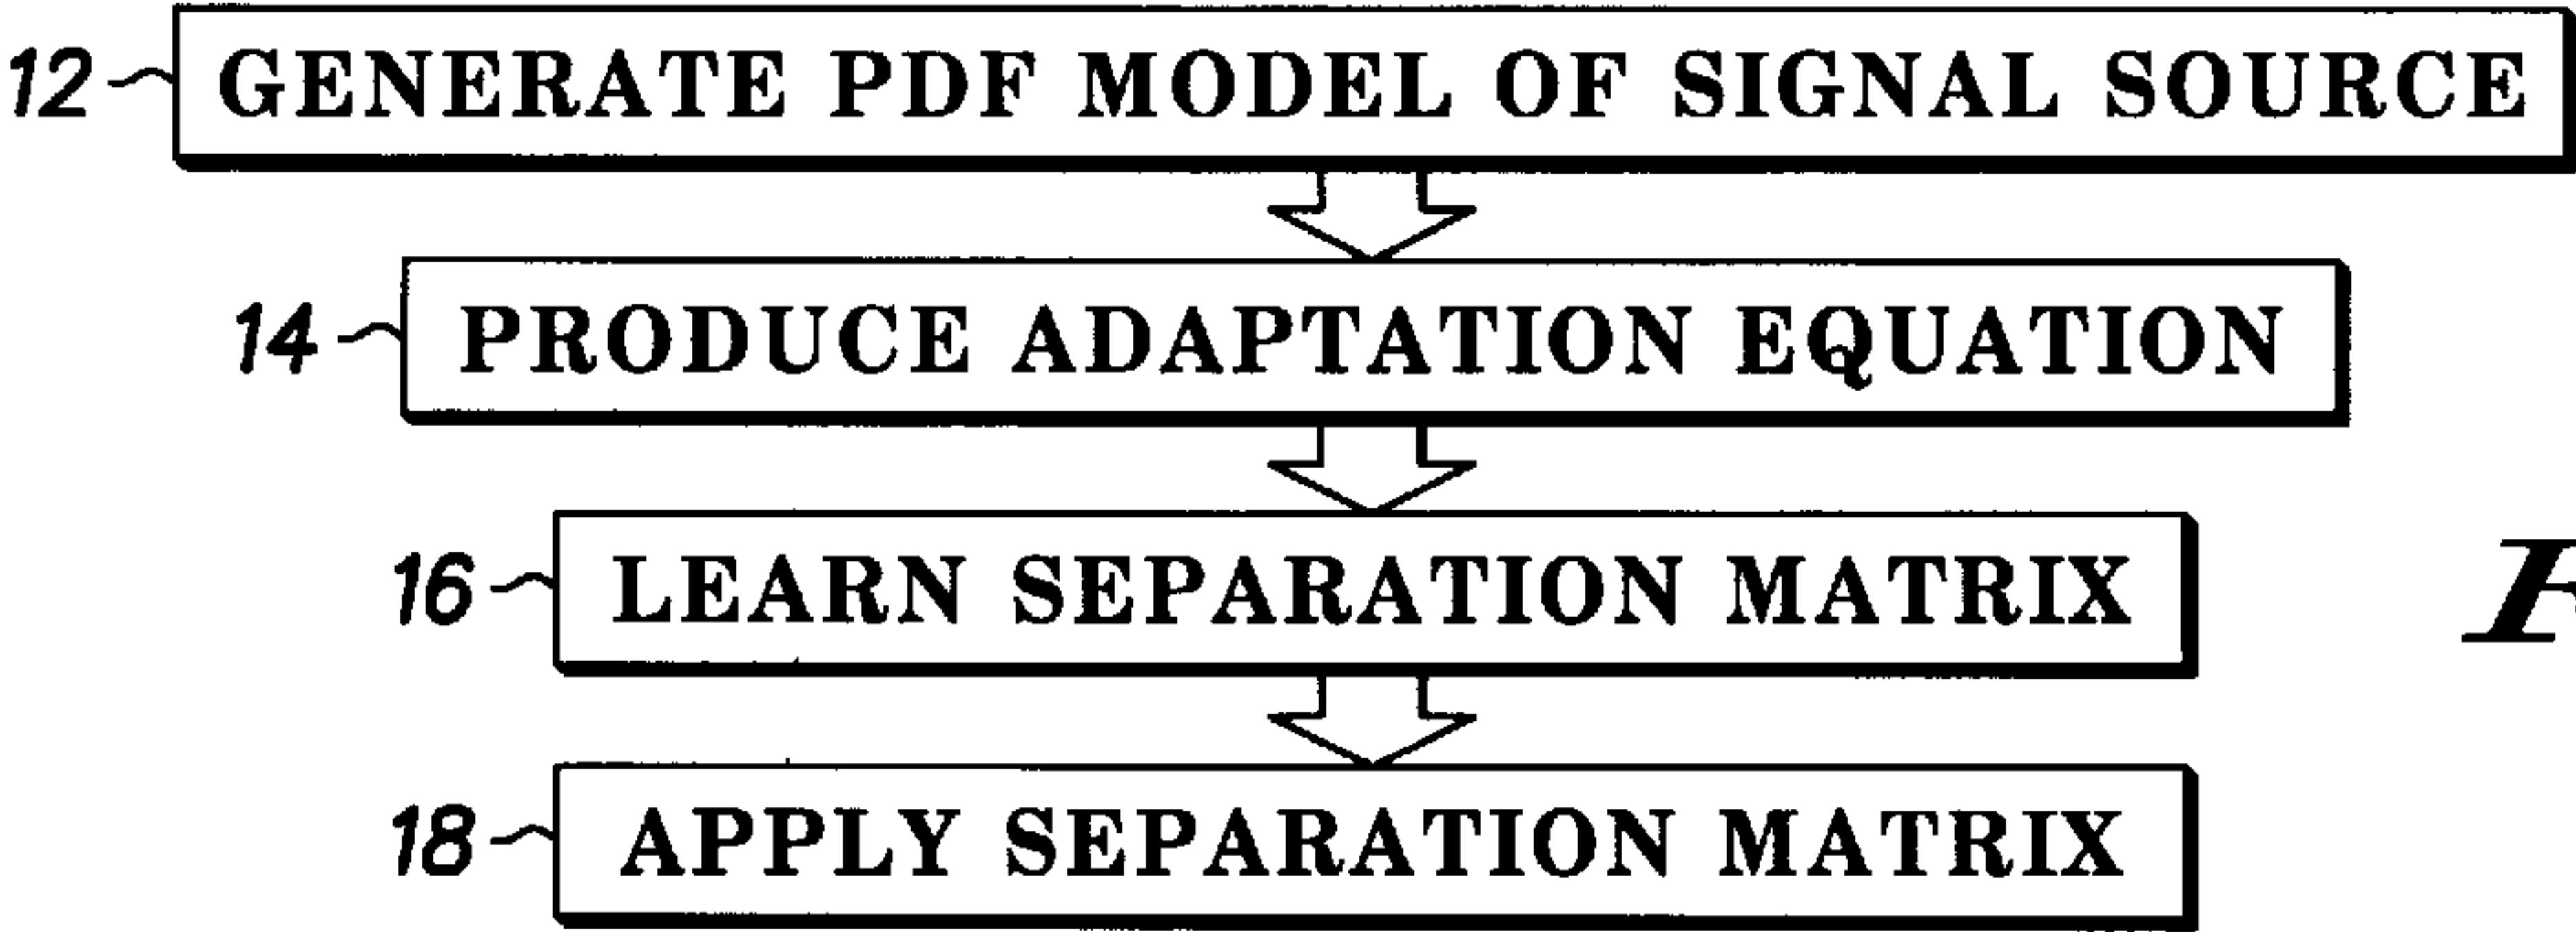 12 GENERATE PDF MODEL OF SIGNAL SOURCE
14 PRODUCE ADAPTATION EQUATION
16 LEARN SEPARATION MATRIX
18 APPLY SEPARATION MATRIX